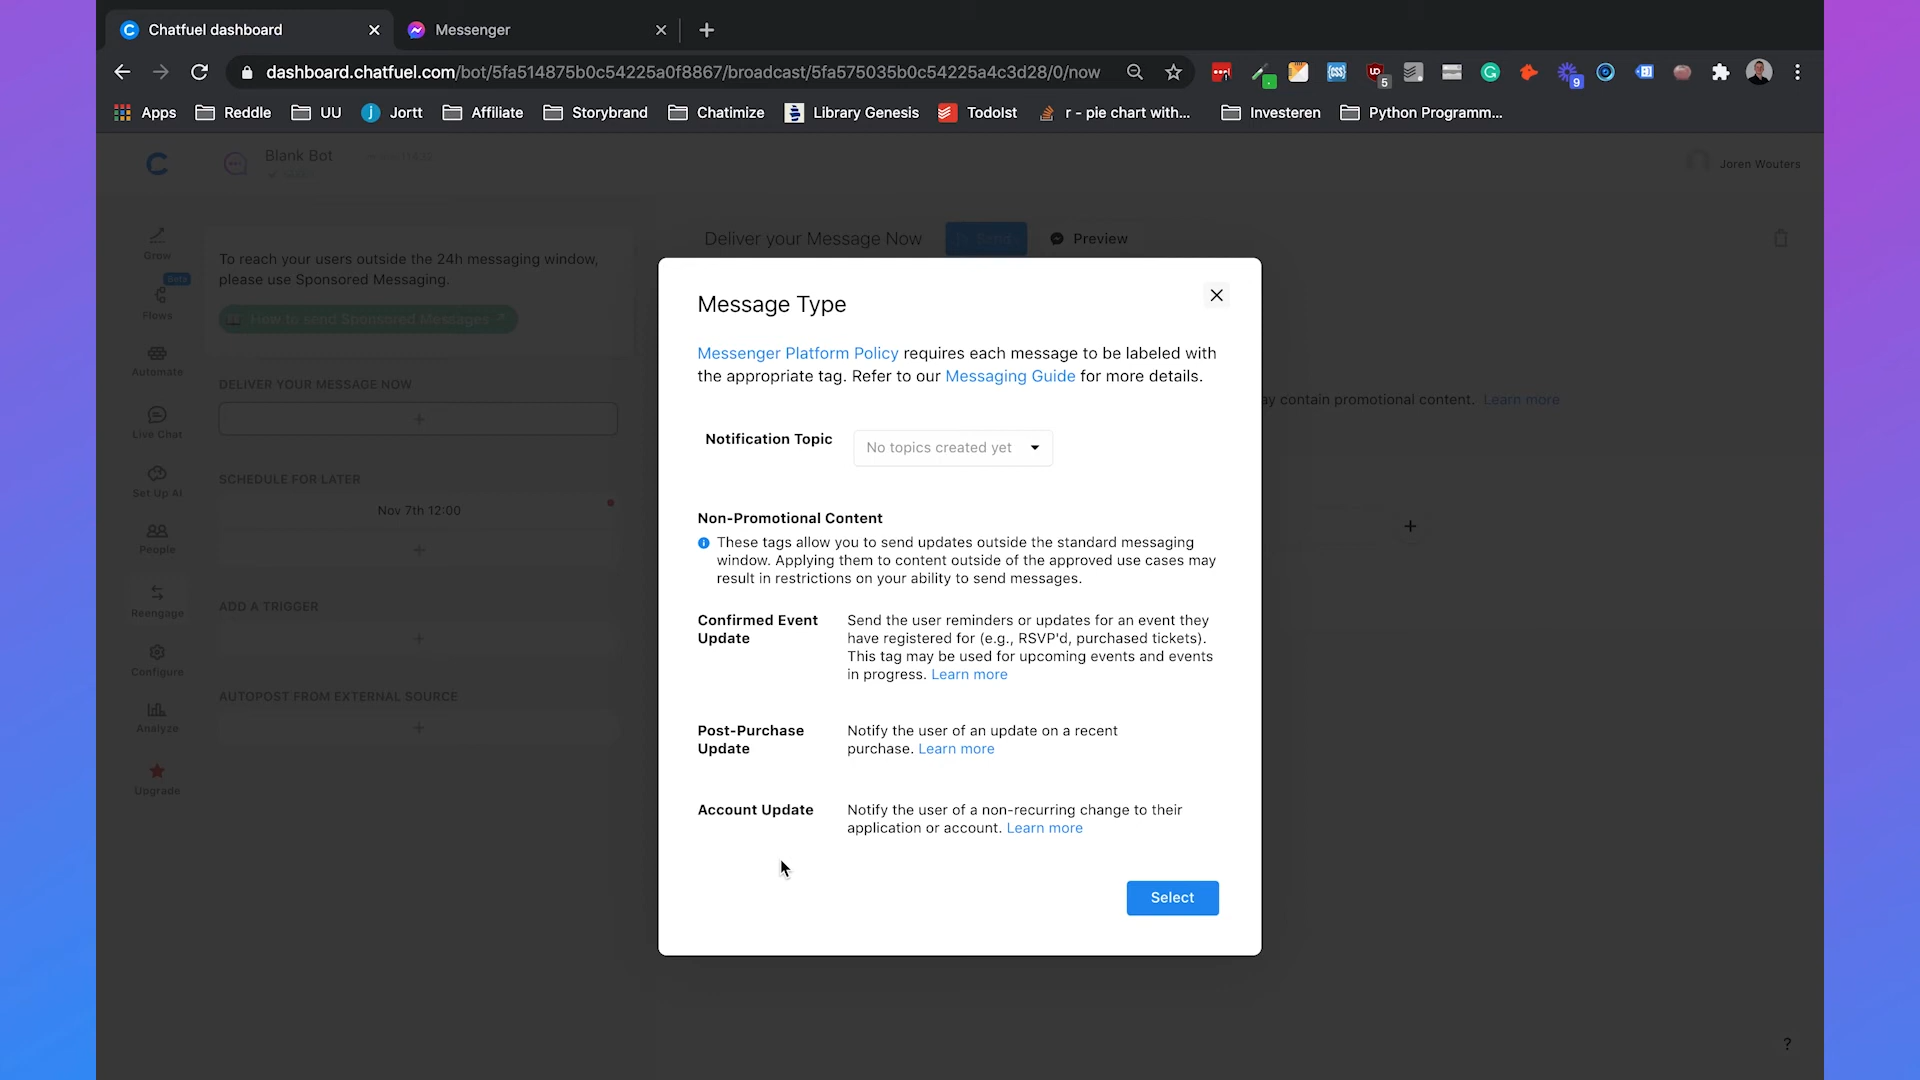 Chatfuel dashboard
Messenger
dashboard.chatfuel.com/bot/5fa514875b0c54225a0f8867/broadcast/5fa575035b0c54225a4c3d28/0/now
5
9
Apps
Reddle
UU
Jortt
Affiliate
Storybrand
Chatimize
Library Genesis
TodoIst
r - pie chart with...
Investeren
Python Programm...
Blank Bot
Joren Wouters
Grow
Beta
Flows
Automate
Live Chat
Set Up AI
People
Reengage
Configure
Analyze
Upgrade
To reach your users outside the 24h messaging window,
please use Sponsored Messaging.
How to send Sponsored Messages
DELIVER YOUR MESSAGE NOW
SCHEDULE FOR LATER
Nov 7th 12:00
ADD A TRIGGER
AUTOPOST FROM EXTERNAL SOURCE
Deliver your Message Now
Send
Preview
ay contain promotional content. Learn more
Message Type
Messenger Platform Policy requires each message to be labeled with
the appropriate tag. Refer to our Messaging Guide for more details.
Notification Topic
No topics created yet
Non-Promotional Content
These tags allow you to send updates outside the standard messaging
window. Applying them to content outside of the approved use cases may
result in restrictions on your ability to send messages.
Confirmed Event
Update
Send the user reminders or updates for an event they
have registered for (e.g., RSVP'd, purchased tickets).
This tag may be used for upcoming events and events
in progress. Learn more
Post-Purchase
Update
Notify the user of an update on a recent
purchase. Learn more
Account Update
Notify the user of a non-recurring change to their
application or account. Learn more
Select
?